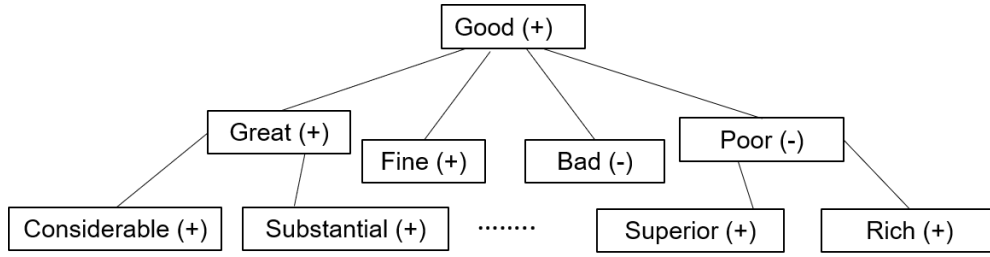 Good (+)
Great (+)
Fine (+)
Bad (-)
Poor (-)
Considerable (+)
Substantial (+)
........
Superior (+)
Rich (+)